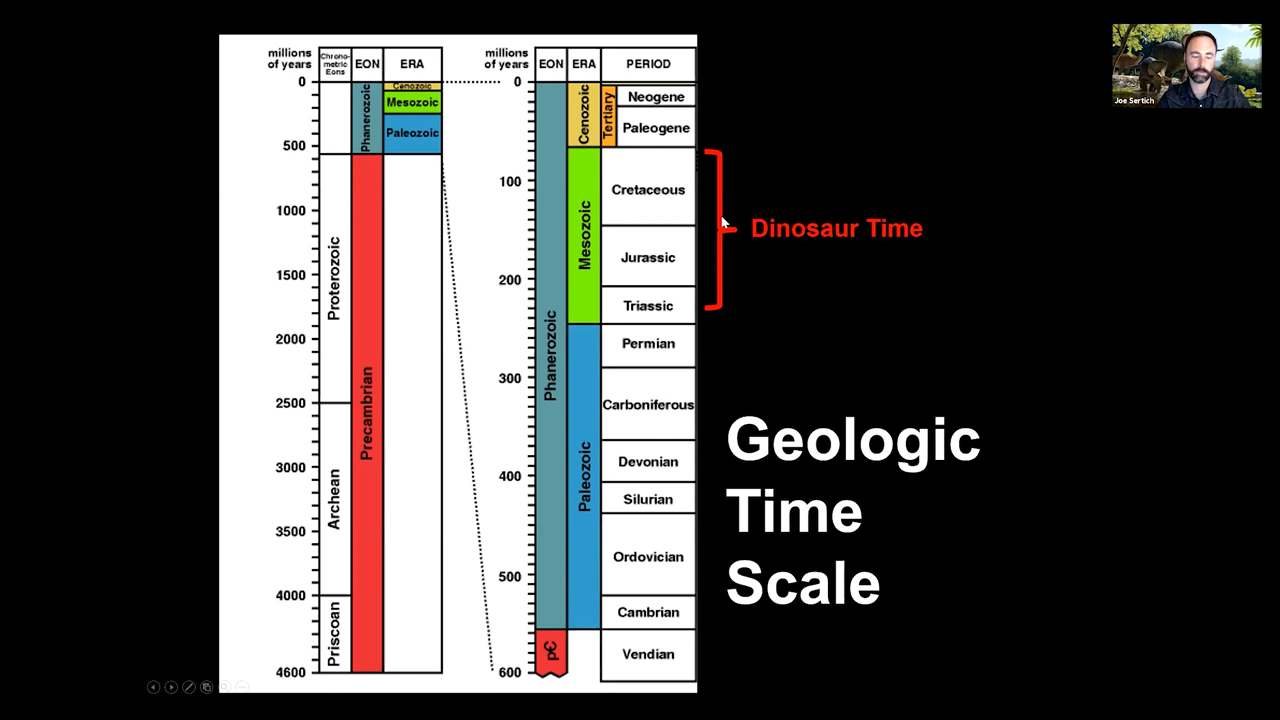 millions
of years
Chrono-
metric
Eons
EON
ERA
0
500
1000
1500
2000
2500
3000
3500
4000
4600
Proterozoic
Archean
Priscoan
Phanerozoic
Precambrian
Cenozoic
Mesozoic
Paleozoic
millions
of years
EON
ERA
PERIOD
0
100
200
300
400
500
600
Phanerozoic
p€
Cenozoic
Mesozoic
Paleozoic
Tertiary
Neogene
Paleogene
Cretaceous
Jurassic
Triassic
Permian
Carboniferous
Devonian
Silurian
Ordovician
Cambrian
Vendian
Dinosaur Time
Geologic
Time
Scale
Joe Sertich